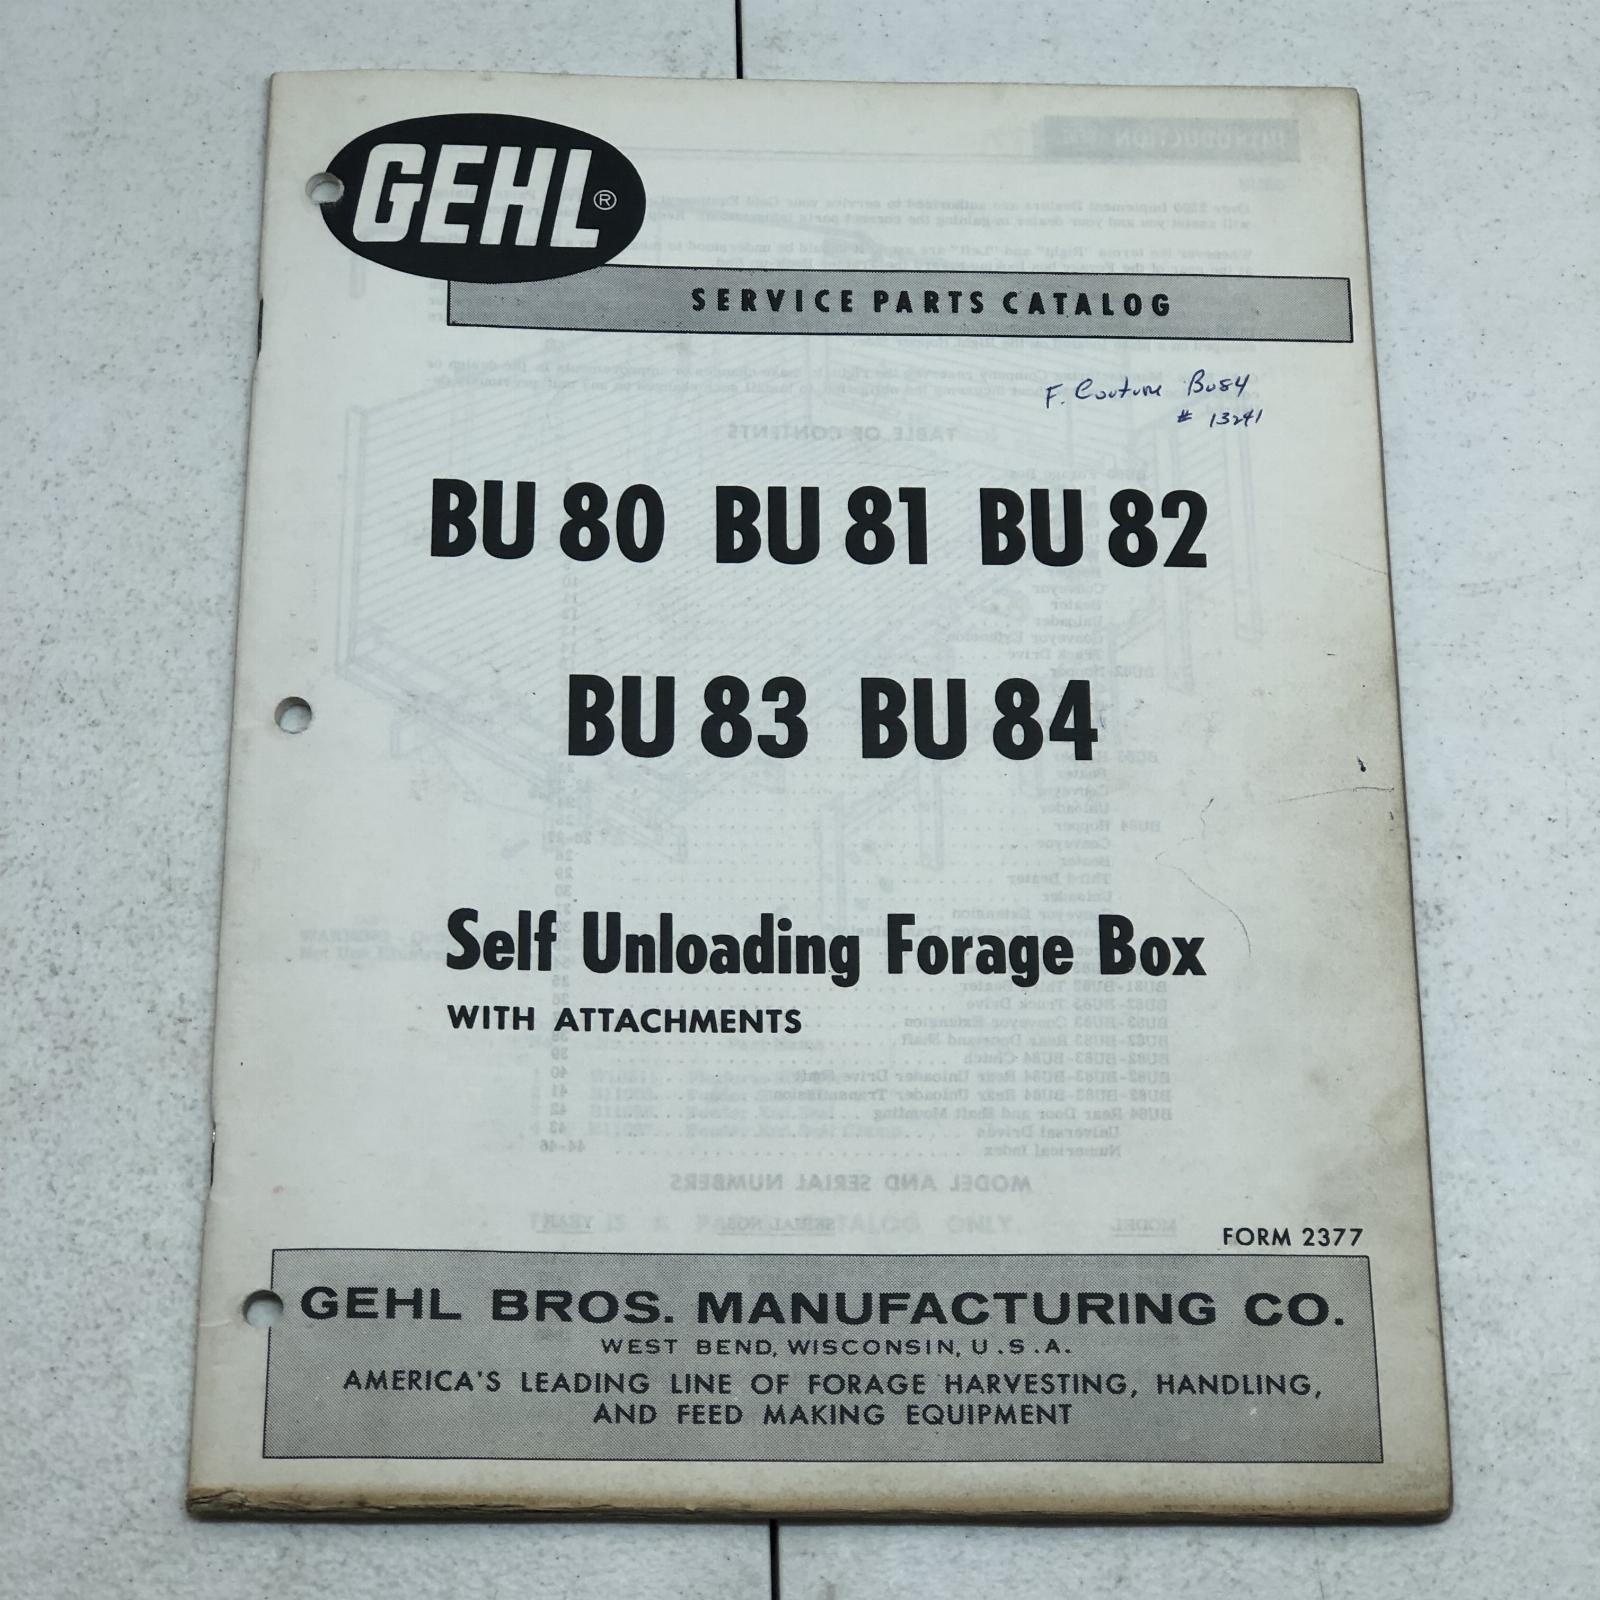 GEHL®
SERVICE PARTS CATALOG
F. Couture BU84
# 13241
BU 80 BU 81 BU 82
BU 83 BU 84
Self Unloading Forage Box
WITH ATTACHMENTS
FORM 2377
GEHL BROS. MANUFACTURING CO.
WEST BEND, WISCONSIN, U.S.A.
AMERICA'S LEADING LINE OF FORAGE HARVESTING, HANDLING,
AND FEED MAKING EQUIPMENT